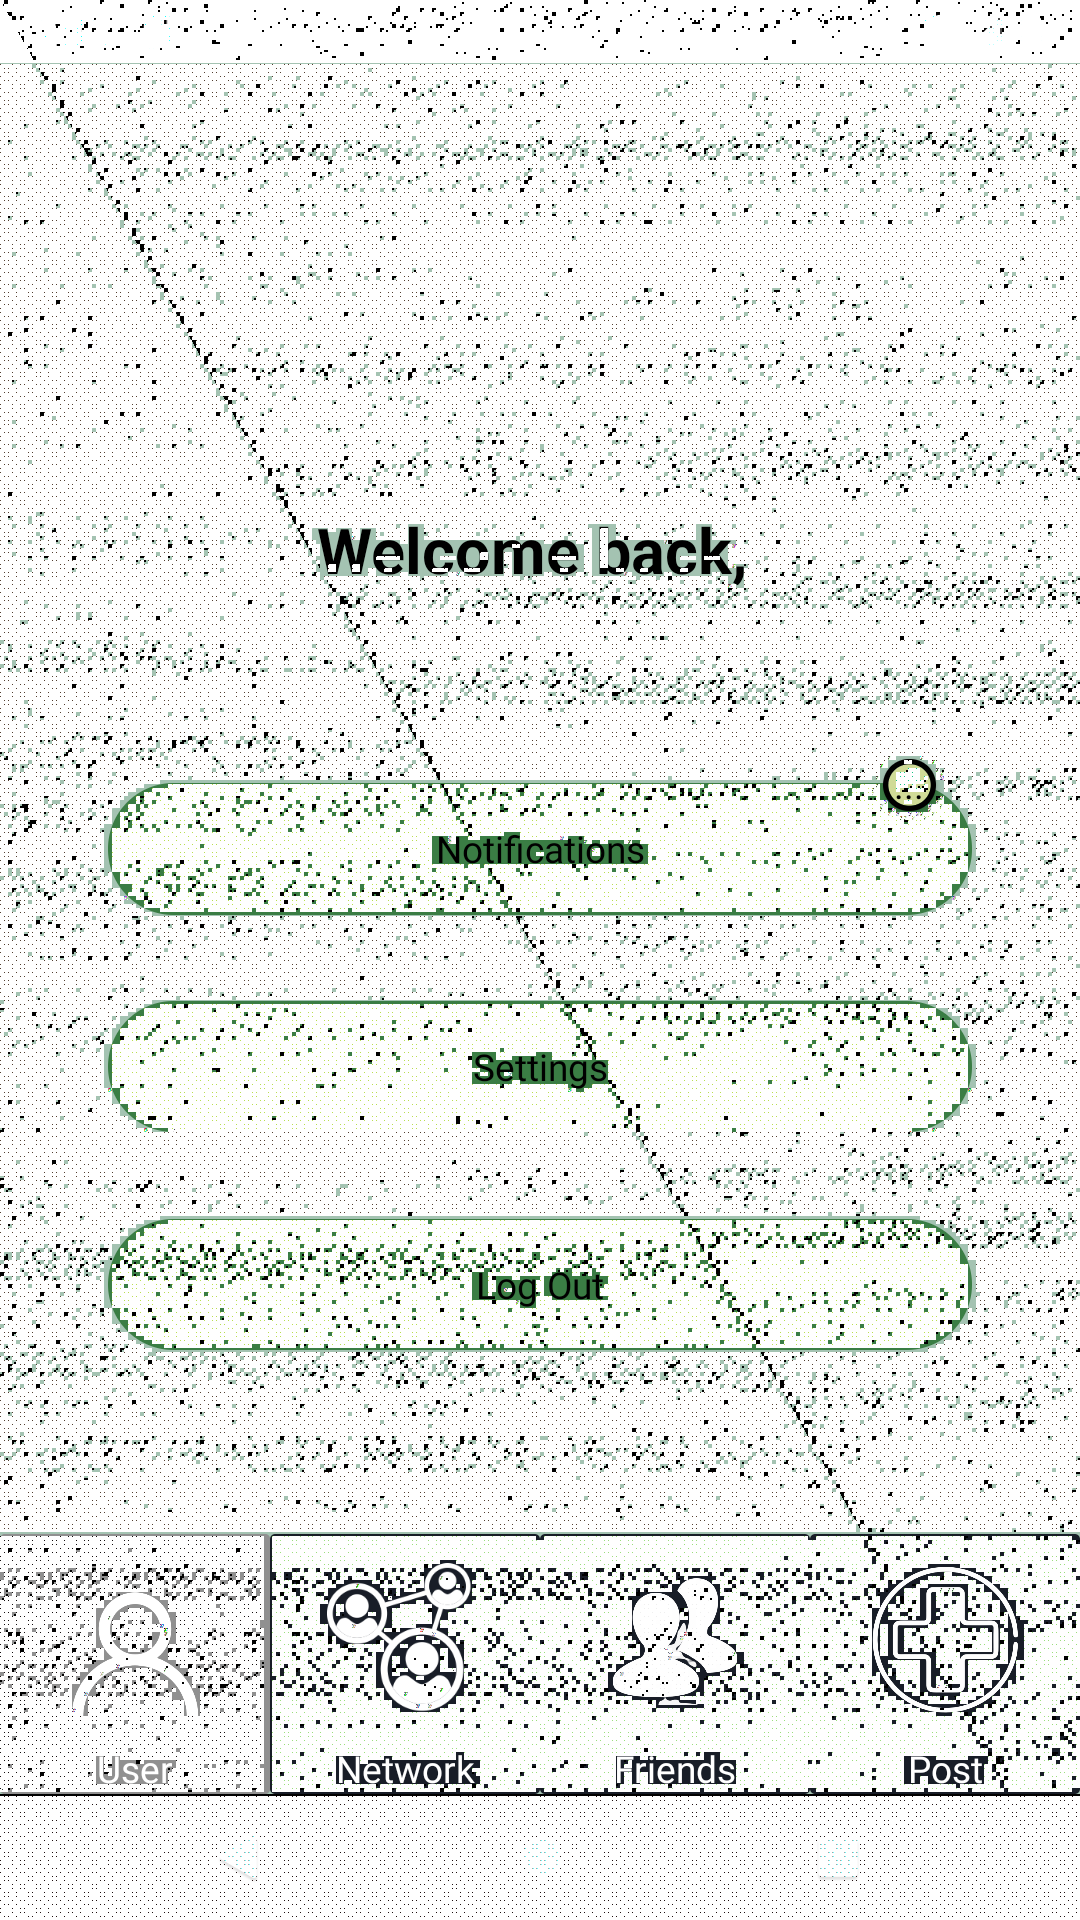 Welcome back,
Notifications
Settings
Log Out
User
Network
Friends
Post